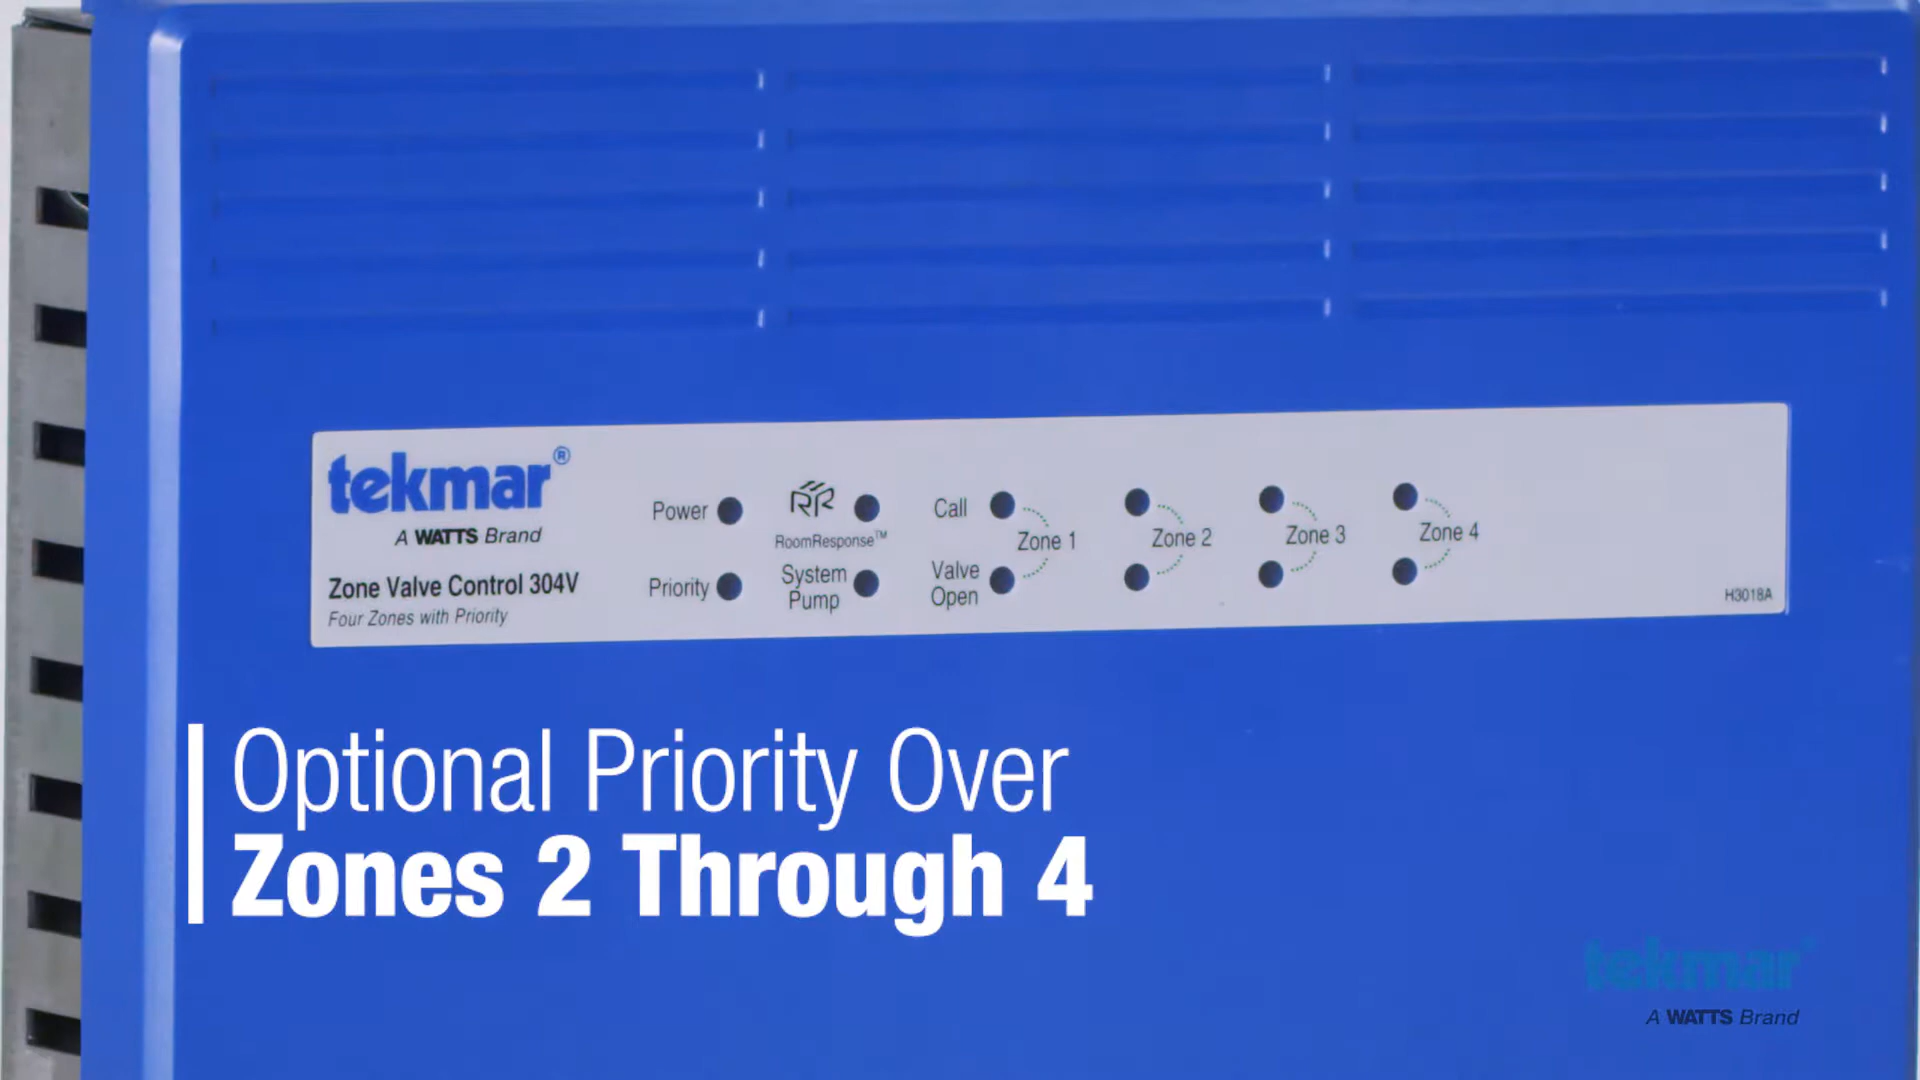 tekmar®
A WATTS Brand
Zone Valve Control 304V
Four Zones with Priority
Power
Priority
RR
RoomResponse™
System
Pump
Call
Valve
Open
Zone 1
Zone 2
Zone 3
Zone 4
H3018A
Optional Priority Over
Zones 2 Through 4
tekmar®
A WATTS Brand